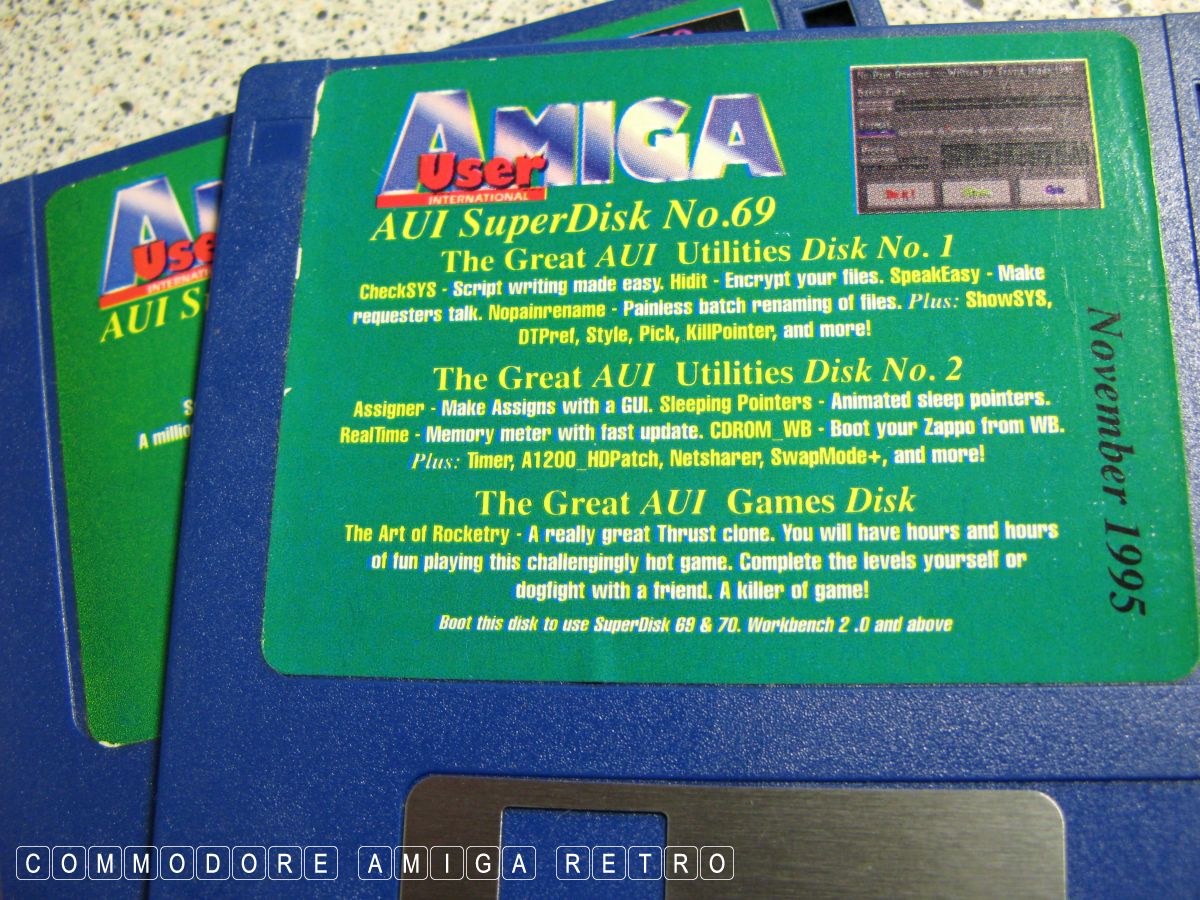 AMIGA
User
INTERNATIONAL
AUI SuperDisk No.69
The Great AUI Utilities Disk No. 1
CheckSYS - Script writing made easy. Hidit - Encrypt your files. SpeakEasy - Make
requesters talk. Nopainrename - Painless batch renaming of files. Plus: ShowSYS,
DTPref, Style, Pick, KillPointer, and more!
The Great AUI Utilities Disk No. 2
Assigner - Make Assigns with a GUI. Sleeping Pointers - Animated sleep pointers.
RealTime - Memory meter with fast update. CDROM_WB - Boot your Zappo from WB.
Plus: Timer, A1200_HDPatch, Netsharer, SwapMode+, and more!
The Great AUI Games Disk
The Art of Rocketry - A really great Thrust clone. You will have hours and hours
of fun playing this challengingly hot game. Complete the levels yourself or
dogfight with a friend. A killer of game!
Boot this disk to use SuperDisk 69 & 70. Workbench 2 .0 and above
November 1995
Use
INTERNATI
AUI S
A millio
COMMODORE AMIGA RETRO